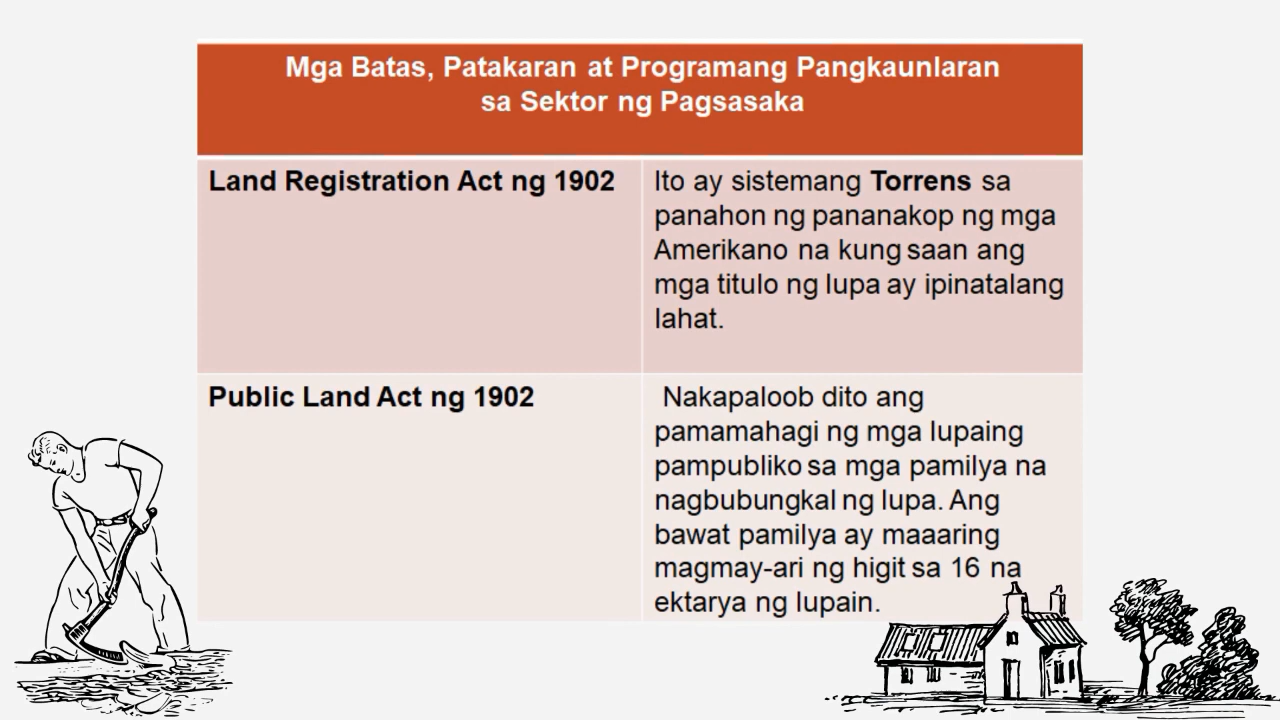 Mga Batas, Patakaran at Programang Pangkaunlaran
sa Sektor ng Pagsasaka
Land Registration Act ng 1902
Ito ay sistemang Torrens sa
panahon ng pananakop ng mga
Amerikano na kung saan ang
mga titulo ng lupa ay ipinatalang
lahat.
Public Land Act ng 1902
Nakapaloob dito ang
pamamahagi ng mga lupaing
pampubliko sa mga pamilya na
nagbubungkal ng lupa. Ang
bawat pamilya ay maaaring
magmay-ari ng higit sa 16 na
ektarya ng lupain.